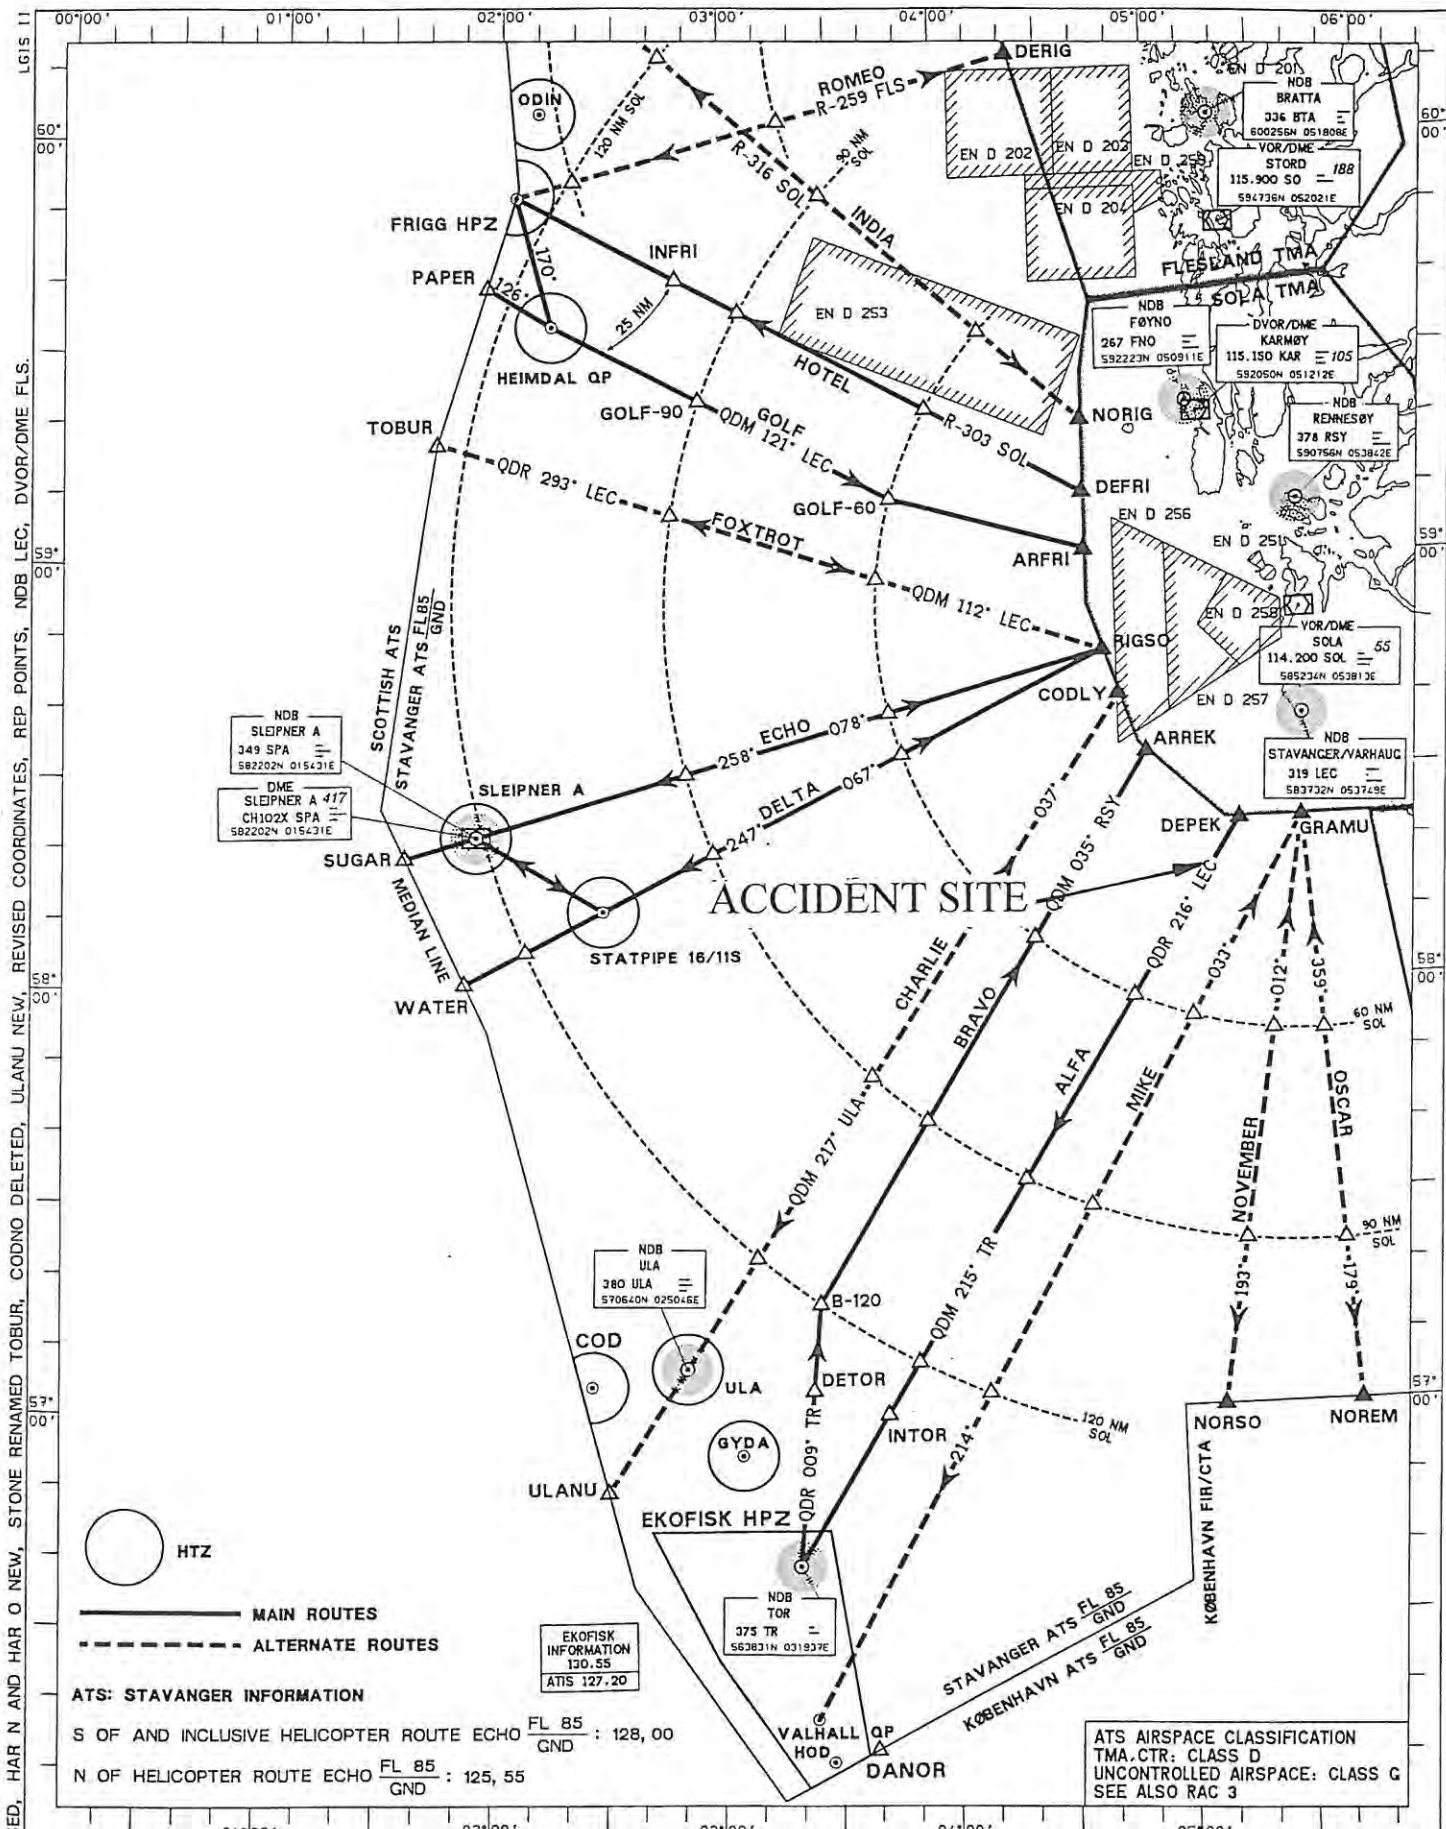 00°00'
01°00'
02°00'
03°00'
04°00'
05°00'
06°00'
LGIS 11
60°
00'
60°
00'
DERIG
ROMEO
R-259 FLS
ODIN
120 NM SOL
R-316 SOL
90 NM
SOL
INDIA
EN D 201
NDB
BRATTA
336 BTA
600256N 051808E
EN D 202
EN D 203
EN D 204
VOR/DME
STORD
115.900 SO
188
594736N 052021E
FRIGG HPZ
170°
PAPER
126°
INFRI
25 NM
HEIMDAL QP
EN D 253
HOTEL
FLESLAND TMA
SOLA TMA
NDB
FØYNO
267 FNO
592223N 050911E
DVOR/DME
KARMØY
115.150 KAR
105
592050N 051212E
NDB
RENNESØY
378 RSY
590756N 053842E
GOLF-90
GOLF
QDM 121° LEC
NORIG
R-303 SOL
DEFRI
TOBUR
QDR 293° LEC
FOXTROT
GOLF-60
ARFRI
QDM 112° LEC
EN D 256
EN D 251
EN D 258
EN D 257
59°
00'
59°
00'
VOR/DME
SOLA
114.200 SOL
55
585234N 053813E
RIGSO
CODLY
ARREK
SCOTTISH ATS
STAVANGER ATS FL 85
GND
NDB
SLEIPNER A
349 SPA
582202N 015431E
DME
SLEIPNER A 417
CH102X SPA
582202N 015431E
258° ECHO 078°
247° DELTA 067°
SLEIPNER A
SUGAR
MEDIAN LINE
STATPIPE 16/11S
WATER
NDB
STAVANGER/VARHAUG
319 LEC
583732N 053749E
DEPEK
GRAMU
ACCIDENT SITE
037°
QDM 035° RSY
QDR 216° LEC
033°
012°
359°
58°
00'
58°
00'
60 NM
SOL
CHARLIE
BRAVO
ALFA
MIKE
NOVEMBER
OSCAR
QDM 217° ULA
QDM 215° TR
90 NM
SOL
193°
179°
NDB
ULA
380 ULA
570640N 025046E
B-120
COD
ULA
DETOR
GYDA
QDR 009° TR
INTOR
120 NM
SOL
214°
57°
00'
57°
00'
NORSO
NOREM
ULANU
EKOFISK HPZ
KØBENHAVN FIR/CTA
HTZ
MAIN ROUTES
ALTERNATE ROUTES
NDB
TOR
375 TR
563831N 031937E
EKOFISK
INFORMATION
130.55
ATIS 127.20
STAVANGER ATS FL 85
GND
KØBENHAVN ATS FL 85
GND
ATS: STAVANGER INFORMATION
S OF AND INCLUSIVE HELICOPTER ROUTE ECHO FL 85
GND : 128,00
N OF HELICOPTER ROUTE ECHO FL 85
GND : 125,55
VALHALL QP
HOD
DANOR
ATS AIRSPACE CLASSIFICATION
TMA.CTR: CLASS D
UNCONTROLLED AIRSPACE: CLASS G
SEE ALSO RAC 3
HAR N AND HAR O NEW, STONE RENAMED TOBUR, CODNO DELETED, ULANU NEW, REVISED COORDINATES, REP POINTS, NDB LEC, DVOR/DME FLS.